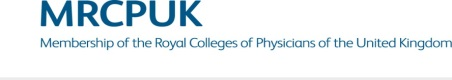 MRCPUK
Membership of the Royal Colleges of Physicians of the United Kingdom